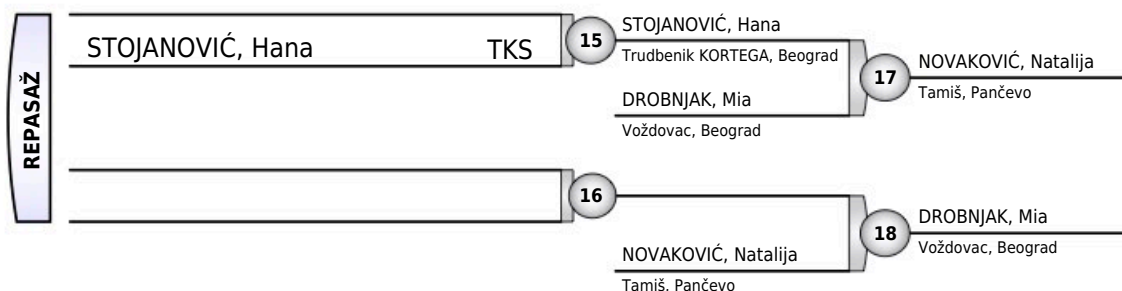 REPASAŽ
STOJANOVIĆ, Hana TKS
15
STOJANOVIĆ, Hana
Trudbenik KORTEGA, Beograd
DROBNJAK, Mia
Voždovac, Beograd
17
NOVAKOVIĆ, Natalija
Tamiš, Pančevo
16
NOVAKOVIĆ, Natalija
Tamiš, Pančevo
18
DROBNJAK, Mia
Voždovac, Beograd